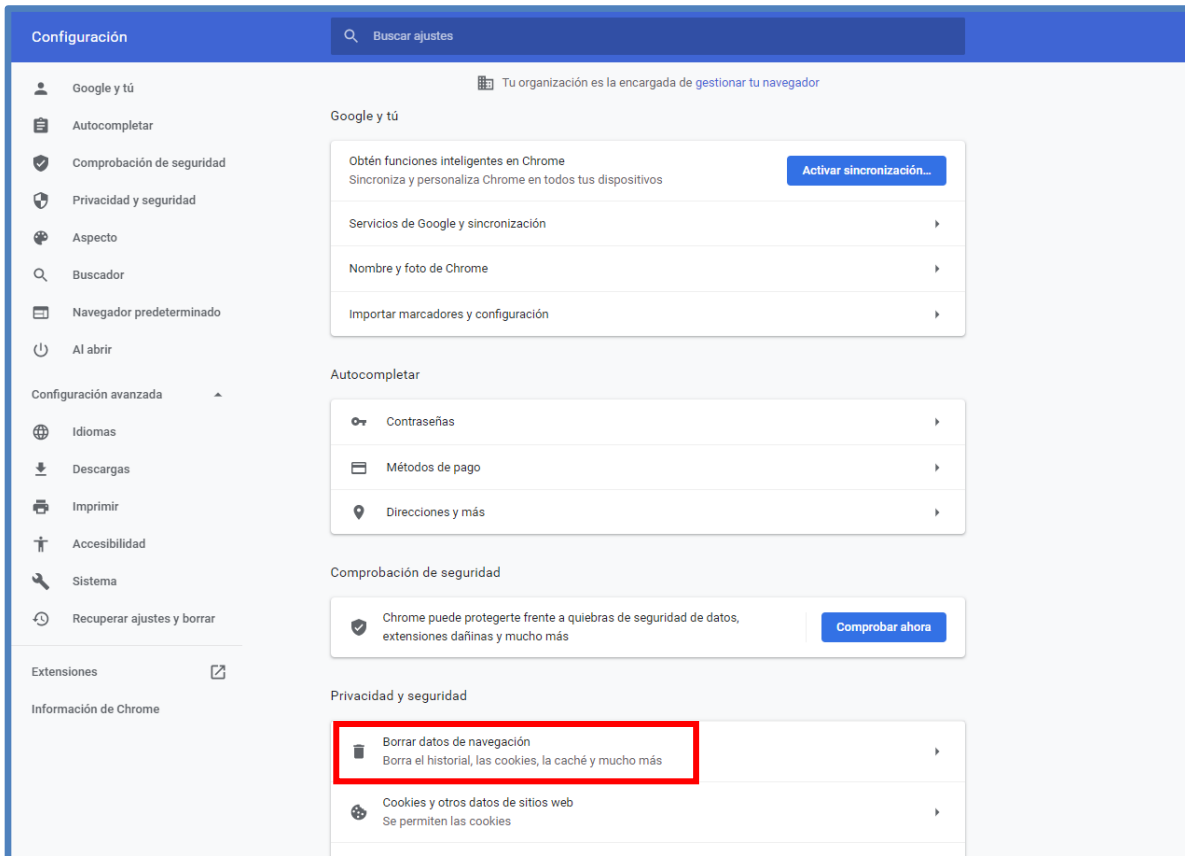 Configuración
Buscar ajustes
Google y tú
Autocompletar
Comprobación de seguridad
Privacidad y seguridad
Aspecto
Buscador
Navegador predeterminado
Al abrir
Configuración avanzada
Idiomas
Descargas
Imprimir
Accesibilidad
Sistema
Recuperar ajustes y borrar
Extensiones
Información de Chrome
Tu organización es la encargada de gestionar tu navegador
Google y tú
Obtén funciones inteligentes en Chrome
Sincroniza y personaliza Chrome en todos tus dispositivos
Activar sincronización...
Servicios de Google y sincronización
Nombre y foto de Chrome
Importar marcadores y configuración
Autocompletar
Contraseñas
Métodos de pago
Direcciones y más
Comprobación de seguridad
Chrome puede protegerte frente a quiebras de seguridad de datos,
extensiones dañinas y mucho más
Comprobar ahora
Privacidad y seguridad
Borrar datos de navegación
Borra el historial, las cookies, la caché y mucho más
Cookies y otros datos de sitios web
Se permiten las cookies